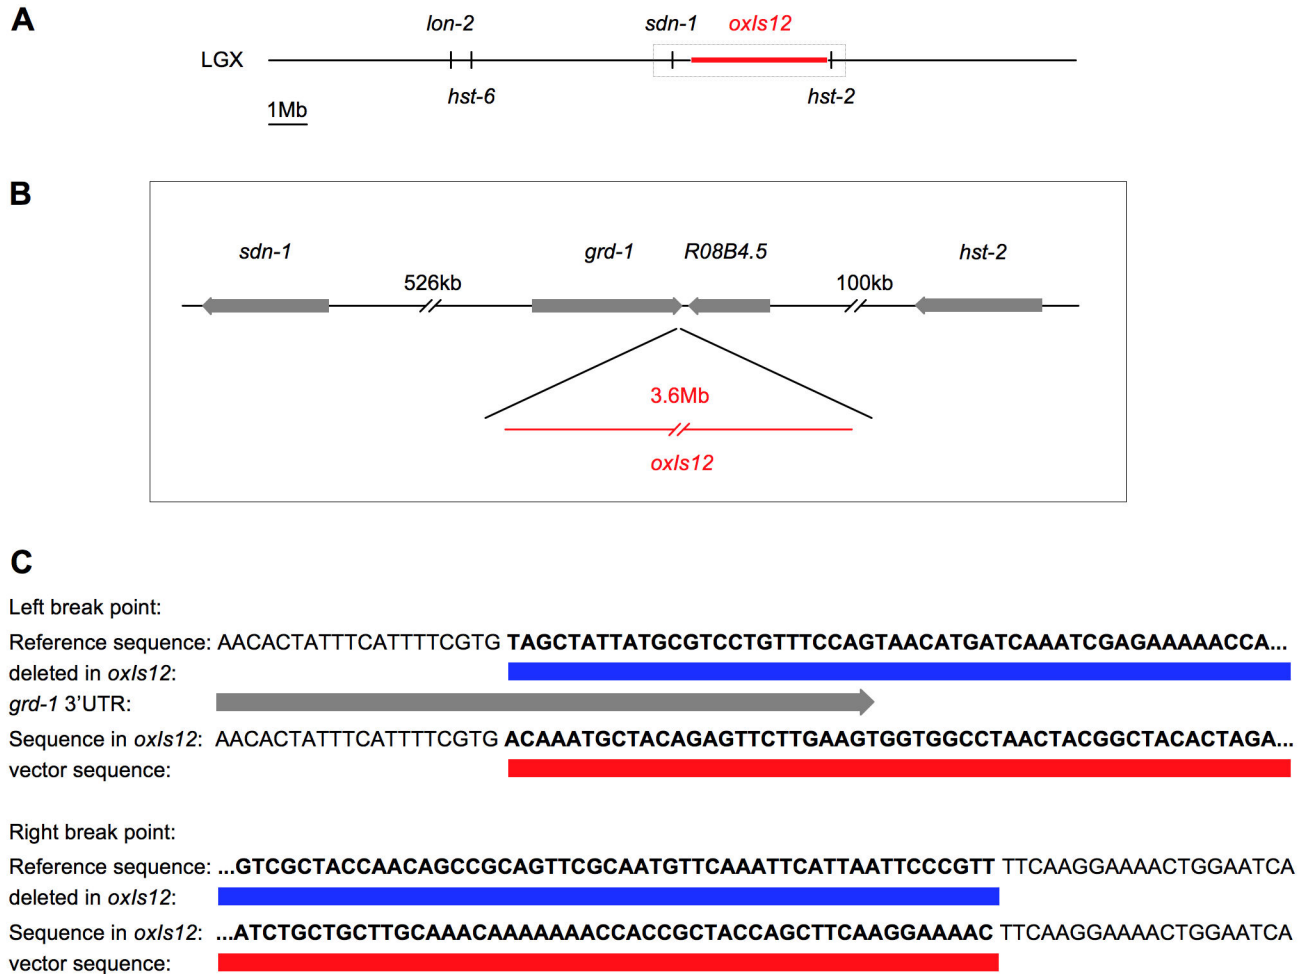 A
lon-2 sdn-1 oxIs12
LGX
hst-6 hst-2
1Mb
B
sdn-1 grd-1 R08B4.5 hst-2
526kb 100kb
3.6Mb
oxIs12
C
Left break point:
Reference sequence: AACACTATTTCATTTTCGTG TAGCTATTATGCGTCCTGTTTCCAGTAACATGATCAAATCGAGAAAAACCA...
deleted in oxIs12:
grd-1 3'UTR:
Sequence in oxIs12: AACACTATTTCATTTTCGTG ACAAATGCTACAGAGTTCTTGAAGTGGTGGCCTAACTACGGCTACACTAGA...
vector sequence:
Right break point:
Reference sequence: ...GTCGCTACCAACAGCCGCAGTTCGCAATGTTCAAATTCATTAATTCCCGTT TTCAAGGAAAACTGGAATCA
deleted in oxIs12:
Sequence in oxIs12: ...ATCTGCTGCTTGCAAACAAAAAAACCACCGCTACCAGCTTCAAGGAAAAC TTCAAGGAAAACTGGAATCA
vector sequence: